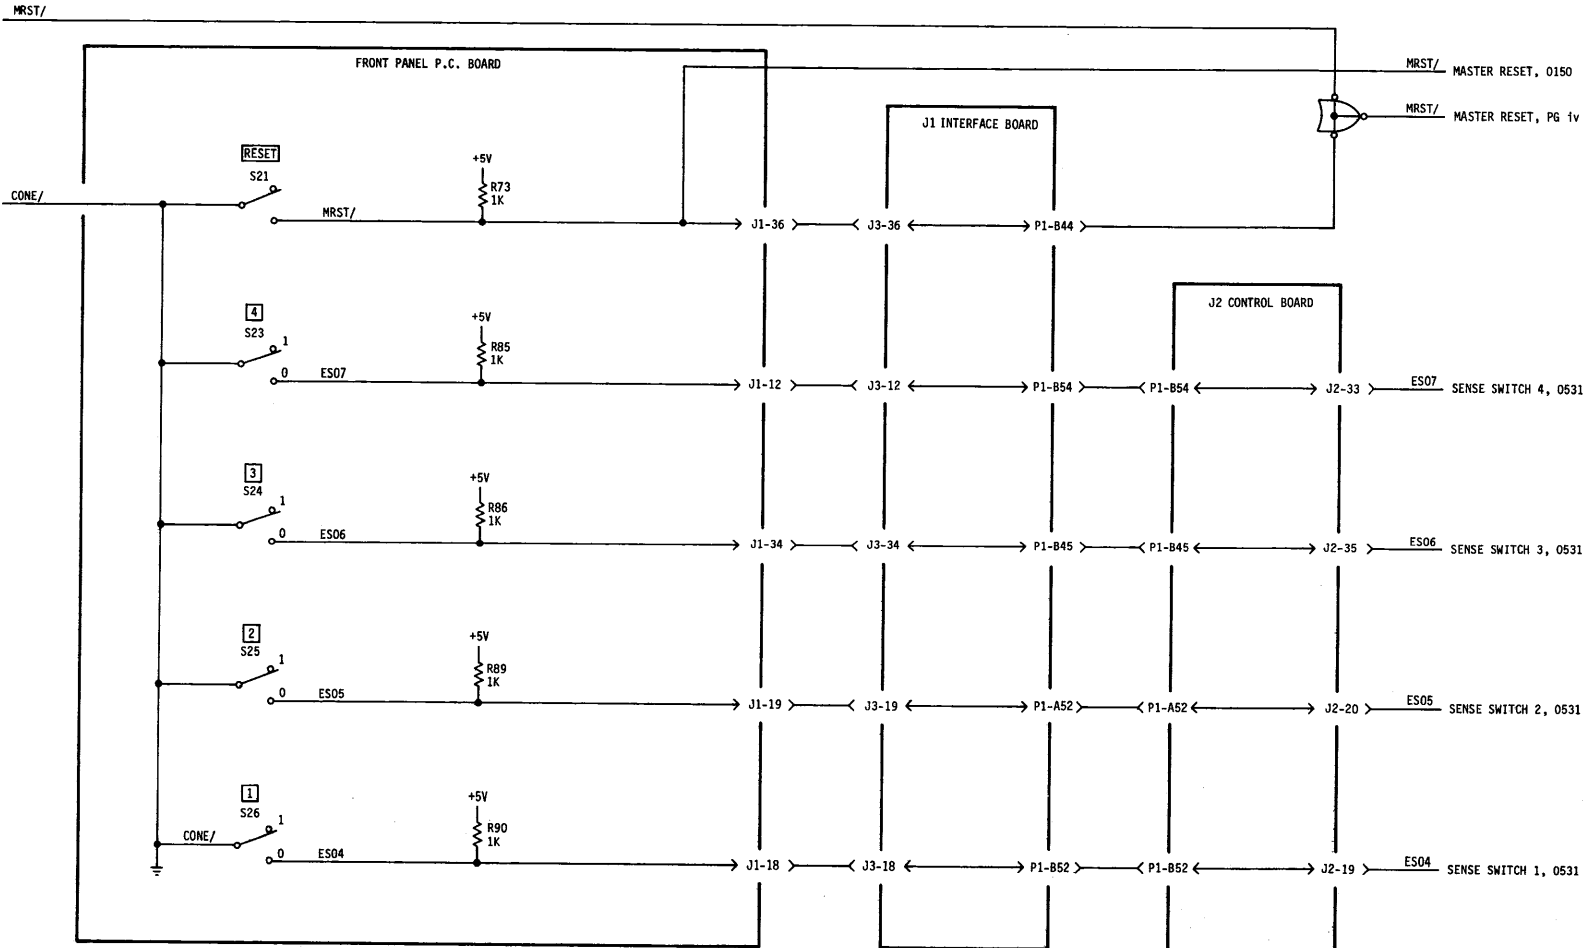 MRST/
FRONT PANEL P.C. BOARD
MRST/ MASTER RESET, 0150
J1 INTERFACE BOARD
MRST/ MASTER RESET, PG iv
RESET
S21
+5V
R73
1K
CONE/
MRST/
J1-36 J3-36 P1-B44
J2 CONTROL BOARD
4
S23
1
+5V
R85
1K
0 ES07
J1-12 J3-12 P1-B54 P1-B54 J2-33 ES07 SENSE SWITCH 4, 0531
3
S24
1
+5V
R86
1K
0 ES06
J1-34 J3-34 P1-B45 P1-B45 J2-35 ES06 SENSE SWITCH 3, 0531
2
S25
1
+5V
R89
1K
0 ES05
J1-19 J3-19 P1-A52 P1-A52 J2-20 ES05 SENSE SWITCH 2, 0531
1
S26
1
+5V
R90
1K
CONE/
0 ES04
J1-18 J3-18 P1-B52 P1-B52 J2-19 ES04 SENSE SWITCH 1, 0531